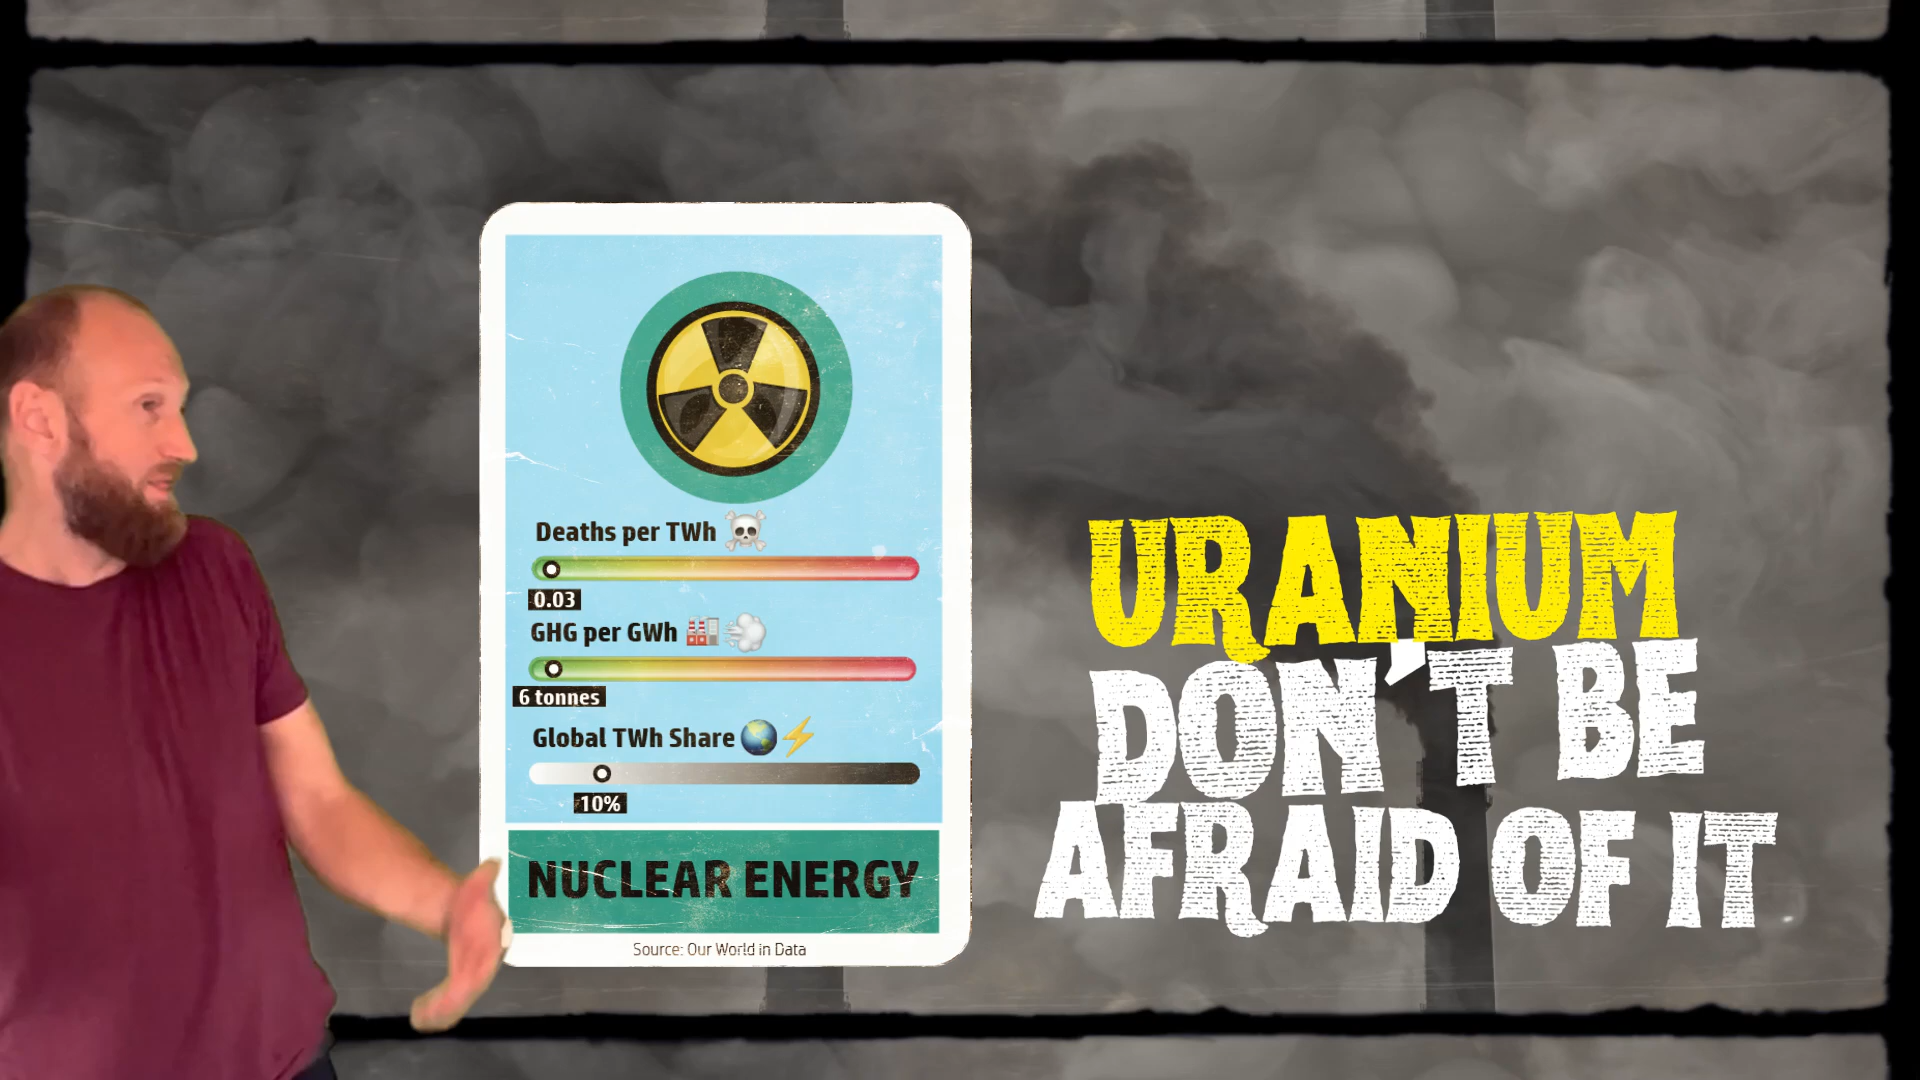 Deaths per TWh
0.03
GHG per GWh
6 tonnes
Global TWh Share
10%
NUCLEAR ENERGY
Source: Our World in Data
URANIUM
DON'T BE
AFRAID OF IT